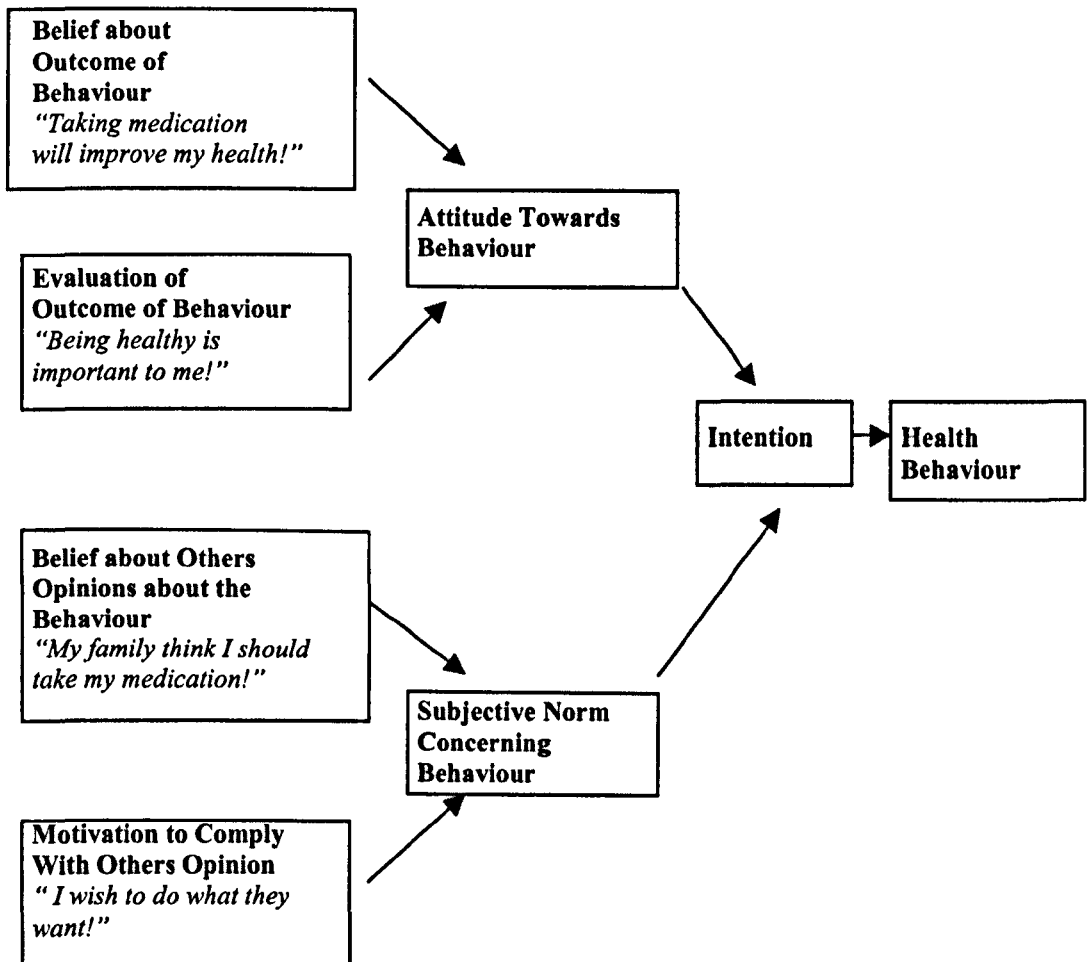 Belief about
Outcome of
Behaviour
“Taking medication
will improve my health!”
Evaluation of
Outcome of Behaviour
“Being healthy is
important to me!”
Attitude Towards
Behaviour
Intention
Health
Behaviour
Belief about Others
Opinions about the
Behaviour
“My family think I should
take my medication!”
Subjective Norm
Concerning
Behaviour
Motivation to Comply
With Others Opinion
“ I wish to do what they
want!”